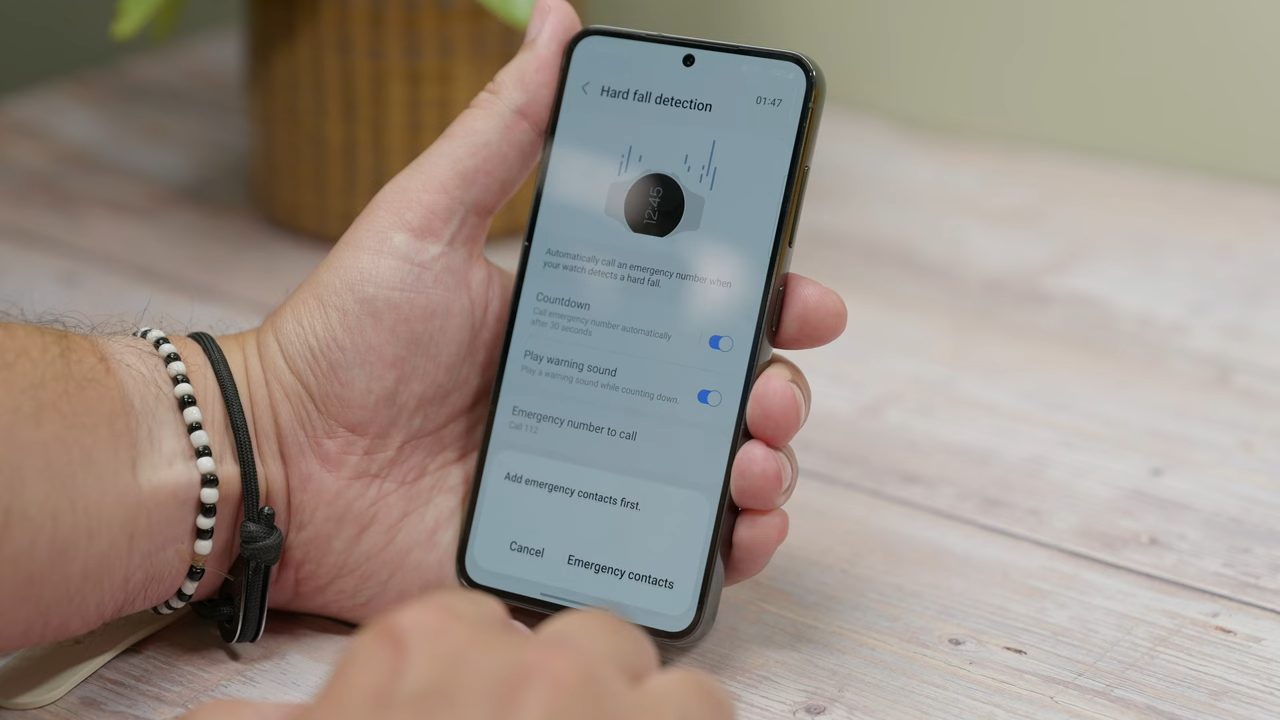 Hard fall detection
01:47
12:45
Automatically call an emergency number when
your watch detects a hard fall.
Countdown
Call emergency number automatically
after 30 seconds
Play warning sound
Play a warning sound while counting down.
Emergency number to call
Call 112
Add emergency contacts first.
Cancel
Emergency contacts